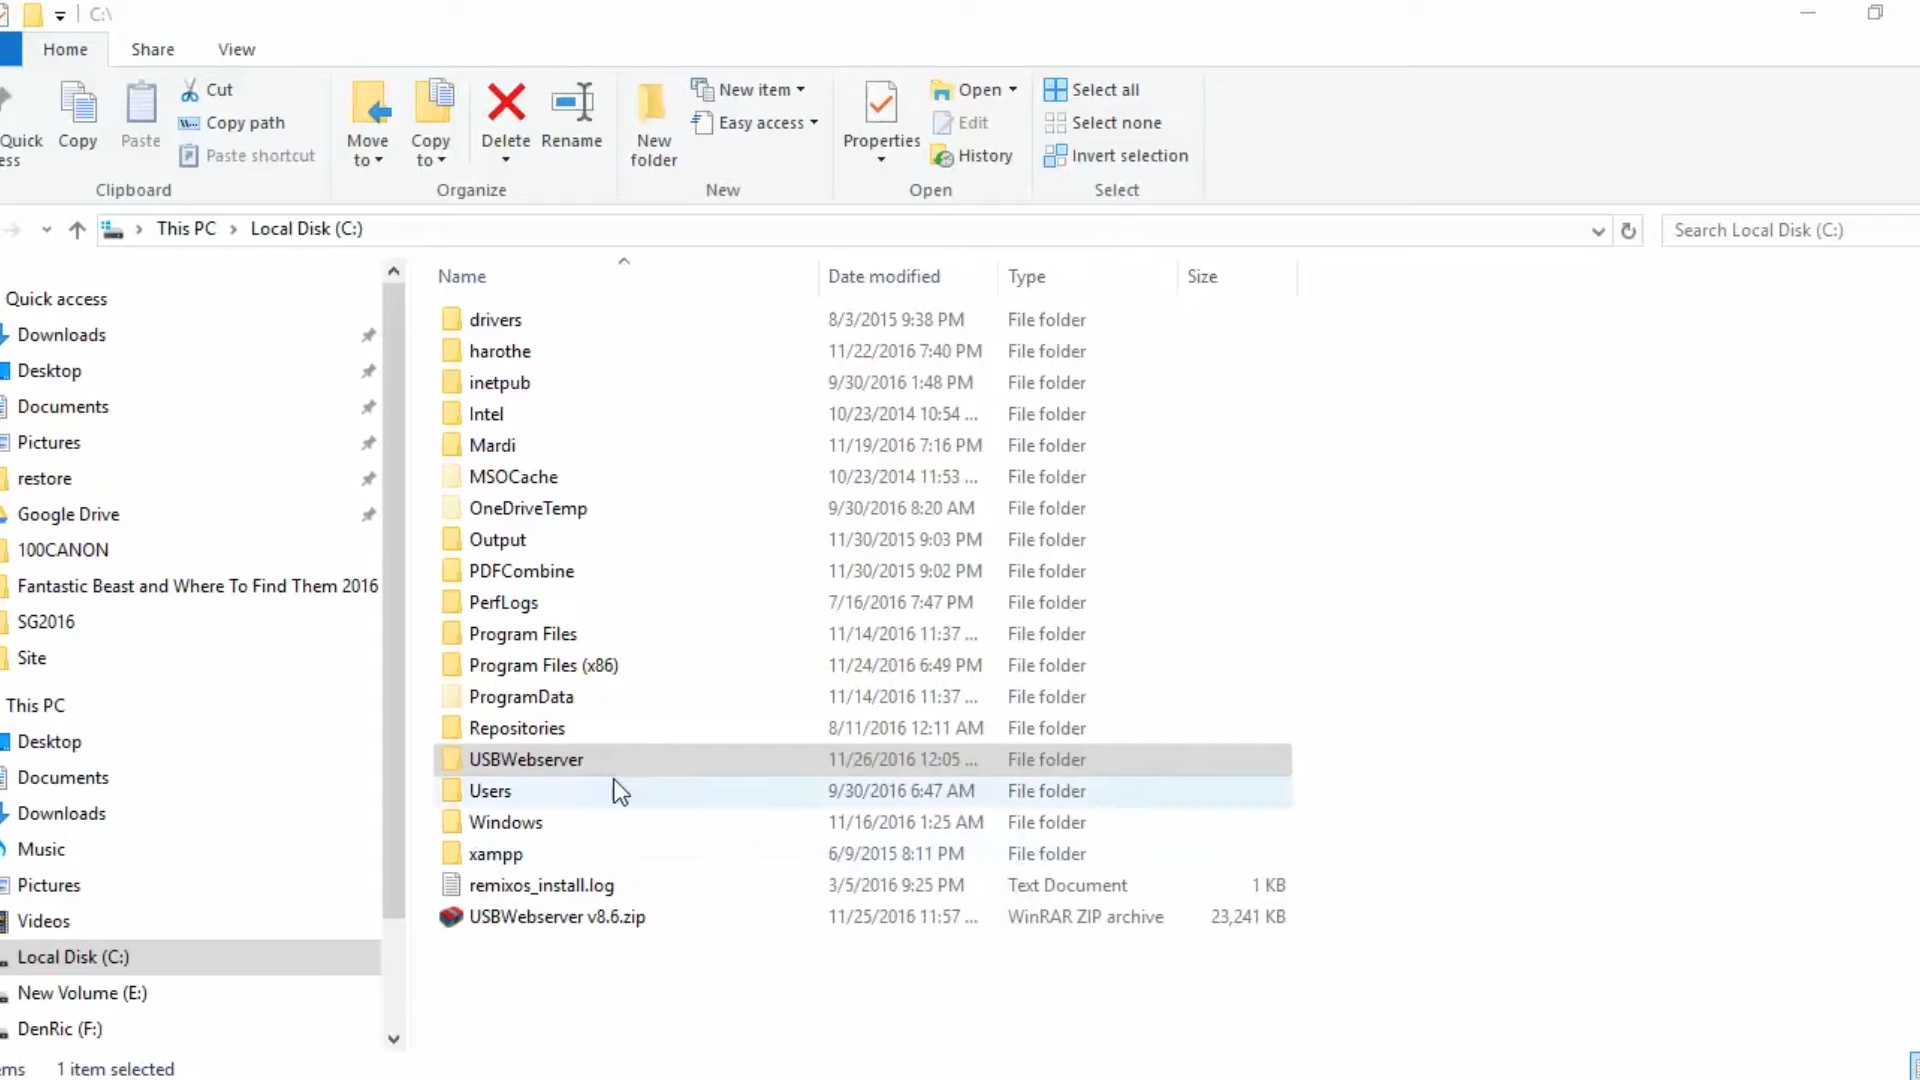 C:\
Home Share View
Quick
ess
Copy
Paste
Cut
Copy path
Paste shortcut
Clipboard
Move
to
Copy
to
Delete
Rename
Organize
New
folder
New item
Easy access
New
Properties
Open
Edit
History
Open
Select all
Select none
Invert selection
Select
This PC
Local Disk (C:)
Search Local Disk (C:)
Quick access
Downloads
Desktop
Documents
Pictures
restore
Google Drive
100CANON
Fantastic Beast and Where To Find Them 2016
SG2016
Site
This PC
Desktop
Documents
Downloads
Music
Pictures
Videos
Local Disk (C:)
New Volume (E:)
DenRic (F:)
Name Date modified Type Size
drivers 8/3/2015 9:38 PM File folder
harothe 11/22/2016 7:40 PM File folder
inetpub 9/30/2016 1:48 PM File folder
Intel 10/23/2014 10:54 ... File folder
Mardi 11/19/2016 7:16 PM File folder
MSOCache 10/23/2014 11:53 ... File folder
OneDriveTemp 9/30/2016 8:20 AM File folder
Output 11/30/2015 9:03 PM File folder
PDFCombine 11/30/2015 9:02 PM File folder
PerfLogs 7/16/2016 7:47 PM File folder
Program Files 11/14/2016 11:37 ... File folder
Program Files (x86) 11/24/2016 6:49 PM File folder
ProgramData 11/14/2016 11:37 ... File folder
Repositories 8/11/2016 12:11 AM File folder
USBWebserver 11/26/2016 12:05 ... File folder
Users 9/30/2016 6:47 AM File folder
Windows 11/16/2016 1:25 AM File folder
xampp 6/9/2015 8:11 PM File folder
remixos_install.log 3/5/2016 9:25 PM Text Document 1 KB
USBWebserver v8.6.zip 11/25/2016 11:57 ... WinRAR ZIP archive 23,241 KB
ems 1 item selected